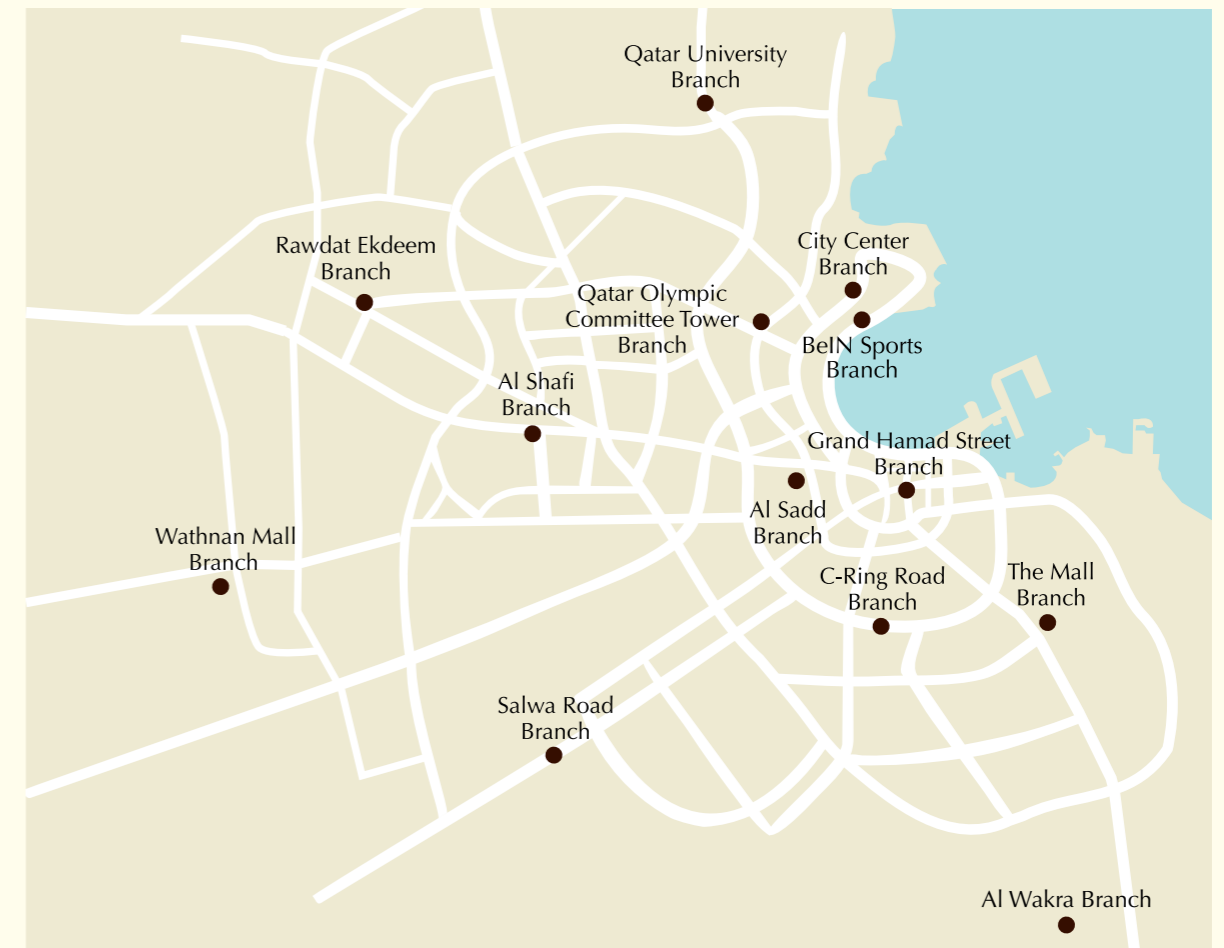 Qatar University
Branch
City Center
Branch
Rawdat Ekdeem
Branch
Qatar Olympic
Committee Tower
Branch
BeIN Sports
Branch
Al Shafi
Branch
Grand Hamad Street
Branch
Al Sadd
Branch
Wathnan Mall
Branch
C-Ring Road
Branch
The Mall
Branch
Salwa Road
Branch
Al Wakra Branch